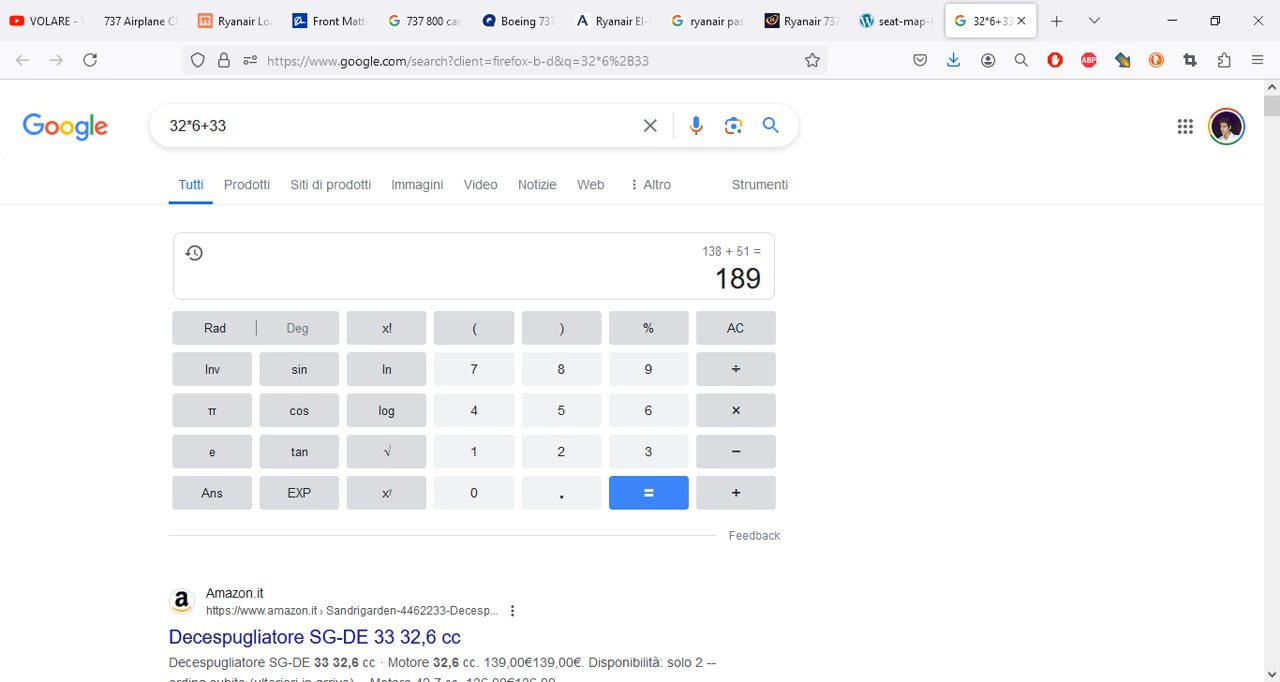 VOLARE -
737 Airplane C
Ryanair Lo
Front Matt
737 800 ca
Boeing 737
Ryanair El-
ryanair pas
Ryanair 737
seat-map-
32*6+33
https://www.google.com/search?client=firefox-b-d&q=32*6%2B33
ABP
Google
32*6+33
Tutti
Prodotti
Siti di prodotti
Immagini
Video
Notizie
Web
Altro
Strumenti
138 + 51 =
189
Rad | Deg x! ( ) % AC
Inv sin ln 7 8 9 ÷
π cos log 4 5 6 ×
e tan √ 1 2 3 −
Ans EXP xʸ 0 . = +
Feedback
a
Amazon.it
https://www.amazon.it › Sandrigarden-4462233-Decesp...
Decespugliatore SG-DE 33 32,6 cc
Decespugliatore SG-DE 33 32,6 cc · Motore 32,6 cc. 139,00€139,00€. Disponibilità: solo 2 --